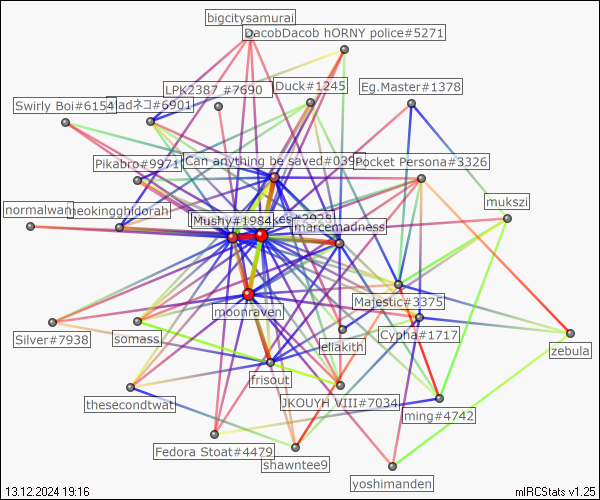 bigcitysamurai
DacobDacob hORNY police#5271
LPK2387 #7690
Duck#1245
Eg.Master#1378
Swirly Boi#6154
ladネコ#6901
Can anything be saved#039
Pikabro#9971
Pocket Persona#3326
mukszi
normalwan
neokingghidorah
Mushy#1984
kes#2928
marcemadness
Majestic#3375
moonraven
Silver#7938
somass
ellakith
Cypha#1717
zebula
frisout
thesecondtwat
JKOUYH VIII#7034
ming#4742
Fedora Stoat#4479
shawntee9
yoshimanden
13.12.2024 19:16
mIRCStats v1.25